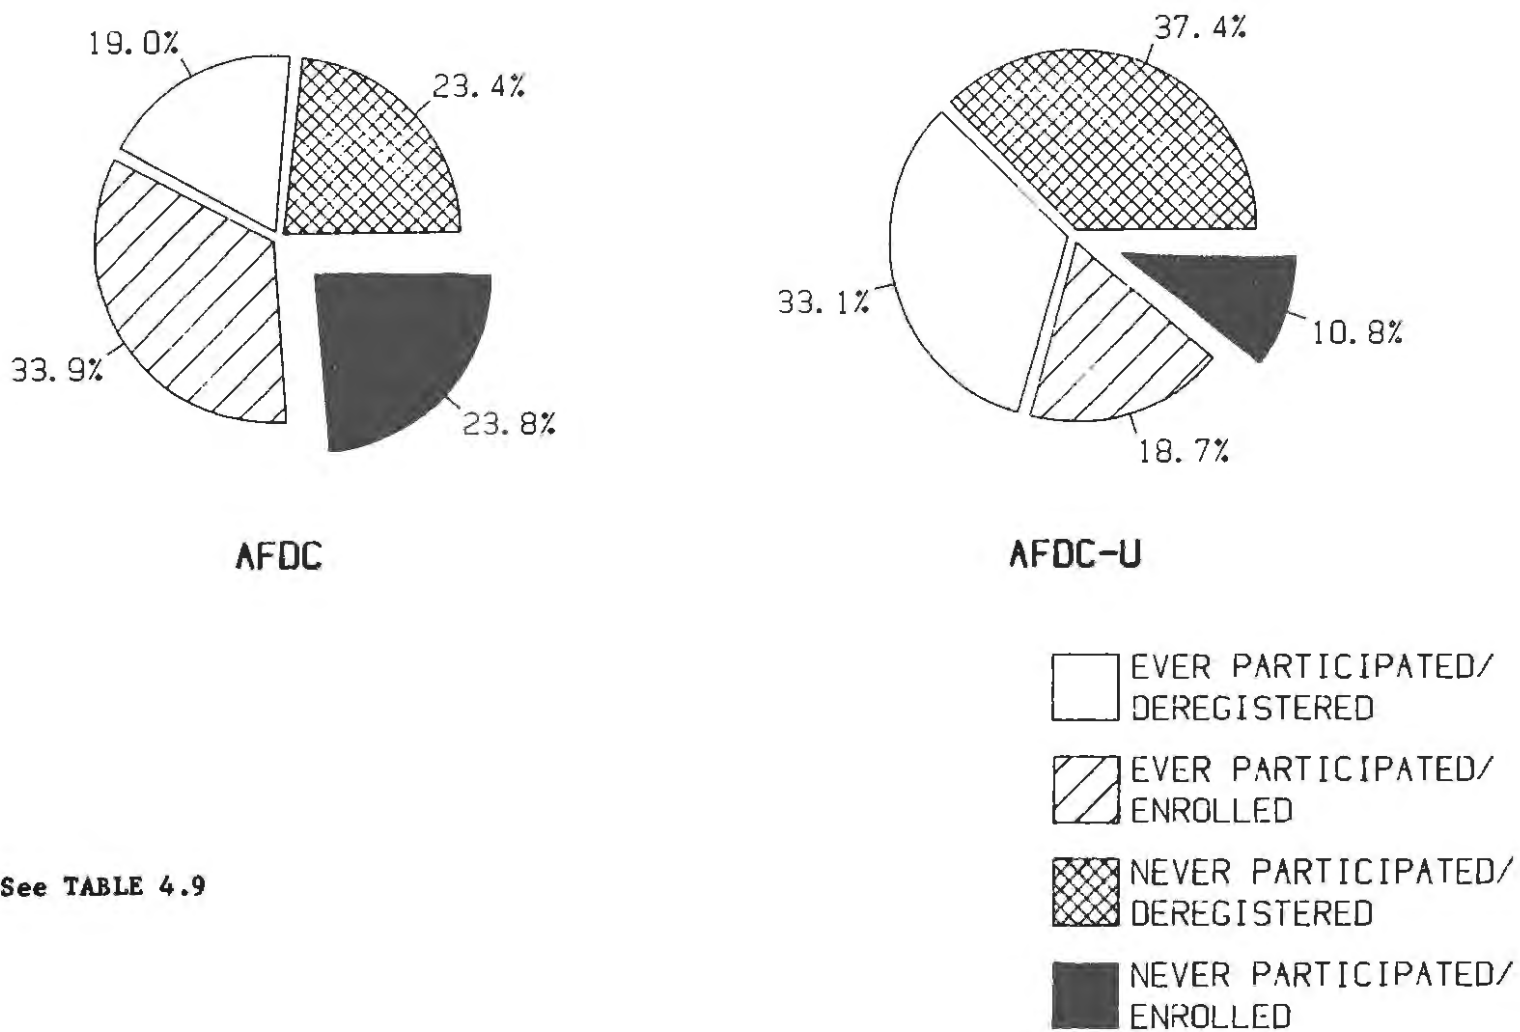 19.0%
23.4%
33.9%
23.8%
AFDC
37.4%
33.1%
10.8%
18.7%
AFDC-U
EVER PARTICIPATED/
DEREGISTERED
EVER PARTICIPATED/
ENROLLED
NEVER PARTICIPATED/
DEREGISTERED
NEVER PARTICIPATED/
ENROLLED
See TABLE 4.9